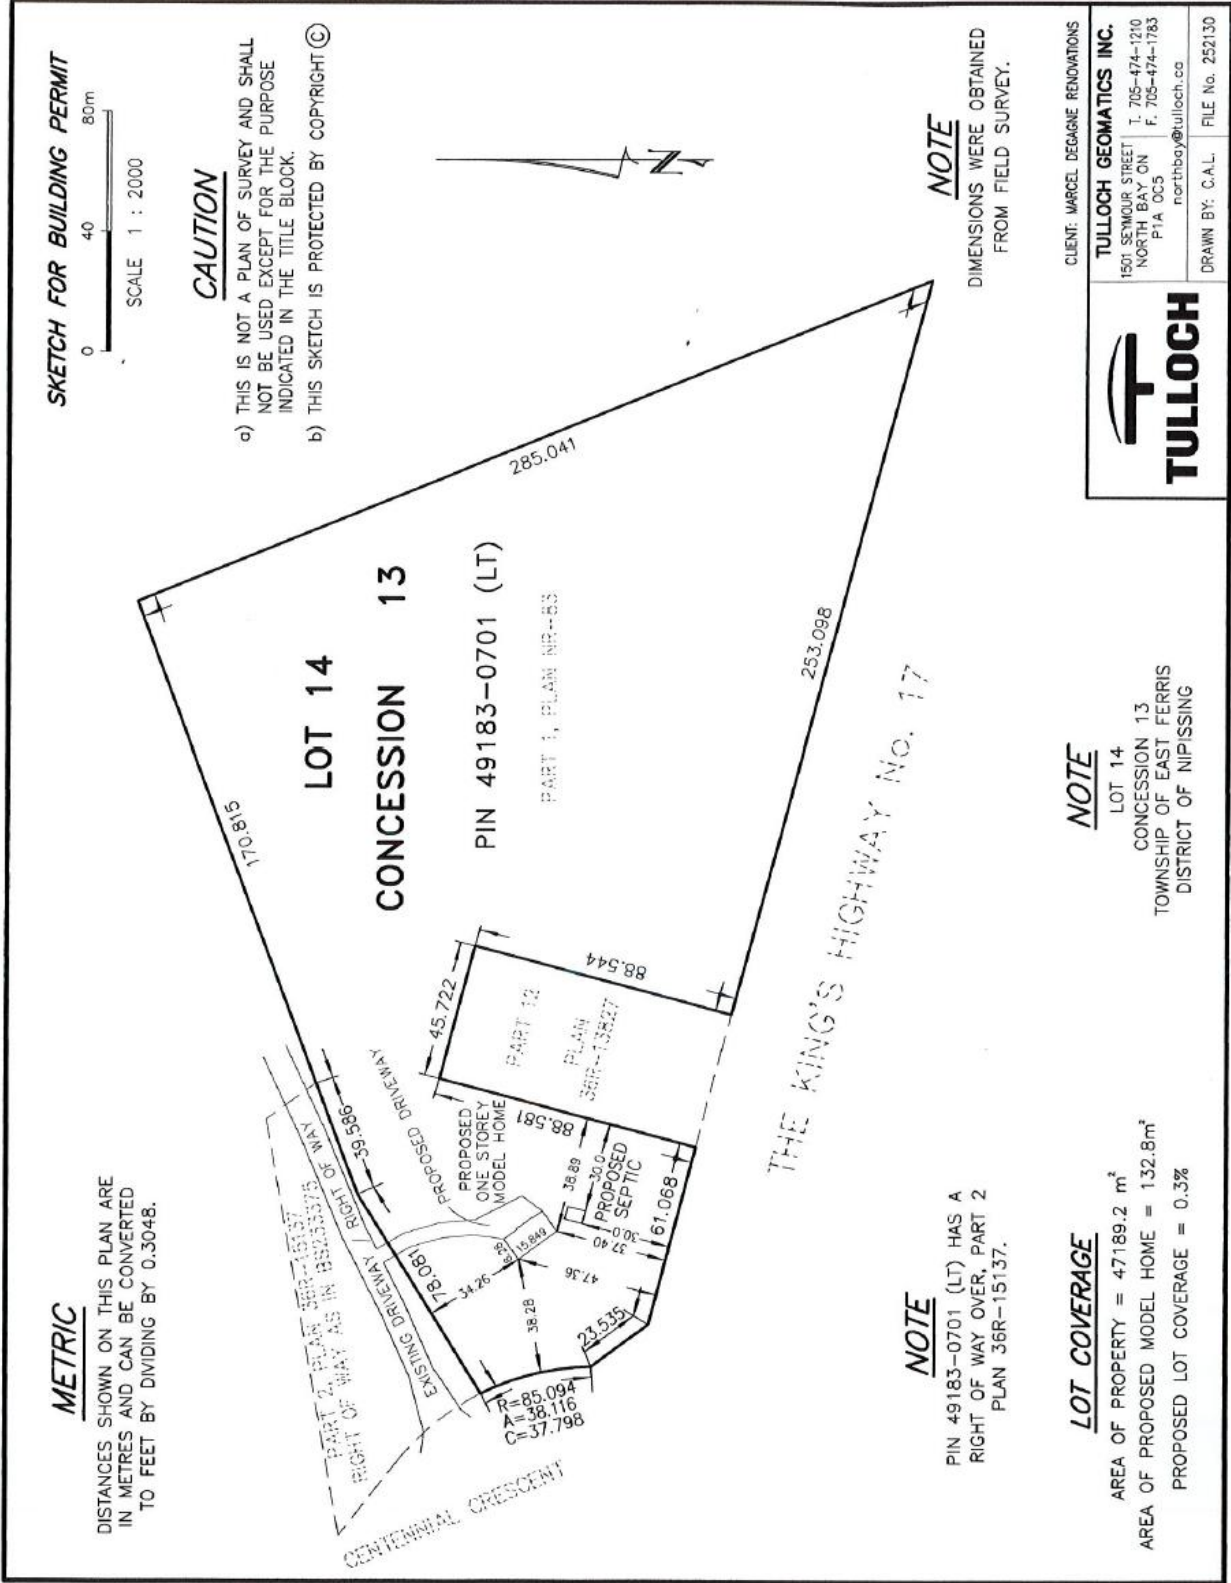 METRIC
DISTANCES SHOWN ON THIS PLAN ARE
IN METRES AND CAN BE CONVERTED
TO FEET BY DIVIDING BY 0.3048.
SKETCH FOR BUILDING PERMIT
0 40 80m
SCALE 1 : 2000
CAUTION
a) THIS IS NOT A PLAN OF SURVEY AND SHALL
NOT BE USED EXCEPT FOR THE PURPOSE
INDICATED IN THE TITLE BLOCK.
b) THIS SKETCH IS PROTECTED BY COPYRIGHT ©
N
LOT 14
CONCESSION 13
PIN 49183-0701 (LT)
PART 1, PLAN NR-83
170.815
285.041
253.098
39.586
78.081
PART 2, PLAN 36R-15137
RIGHT OF WAY AS IN BS233375
RIGHT OF WAY
EXISTING DRIVEWAY
PROPOSED DRIVEWAY
PROPOSED
ONE STOREY
MODEL HOME
45.722
PART 12
PLAN
36R-13827
88.544
88.581
38.89
30.0
PROPOSED
SEPTIC
30.0
37.40
61.068
47.36
15.849
8.26
34.26
38.28
23.535
R=85.094
A=38.116
C=37.798
CENTENNIAL CRESCENT
THE KING'S HIGHWAY No. 17
NOTE
PIN 49183-0701 (LT) HAS A
RIGHT OF WAY OVER, PART 2
PLAN 36R-15137.
NOTE
DIMENSIONS WERE OBTAINED
FROM FIELD SURVEY.
LOT COVERAGE
AREA OF PROPERTY = 47189.2 m²
AREA OF PROPOSED MODEL HOME = 132.8m²
PROPOSED LOT COVERAGE = 0.3%
NOTE
LOT 14
CONCESSION 13
TOWNSHIP OF EAST FERRIS
DISTRICT OF NIPISSING
CLIENT: MARCEL DEGAGNE RENOVATIONS
TULLOCH
TULLOCH GEOMATICS INC.
1501 SEYMOUR STREET
NORTH BAY ON
P1A 0C5
T. 705-474-1210
F. 705-474-1783
northbay@tulloch.ca
DRAWN BY: C.A.L. FILE No. 252130